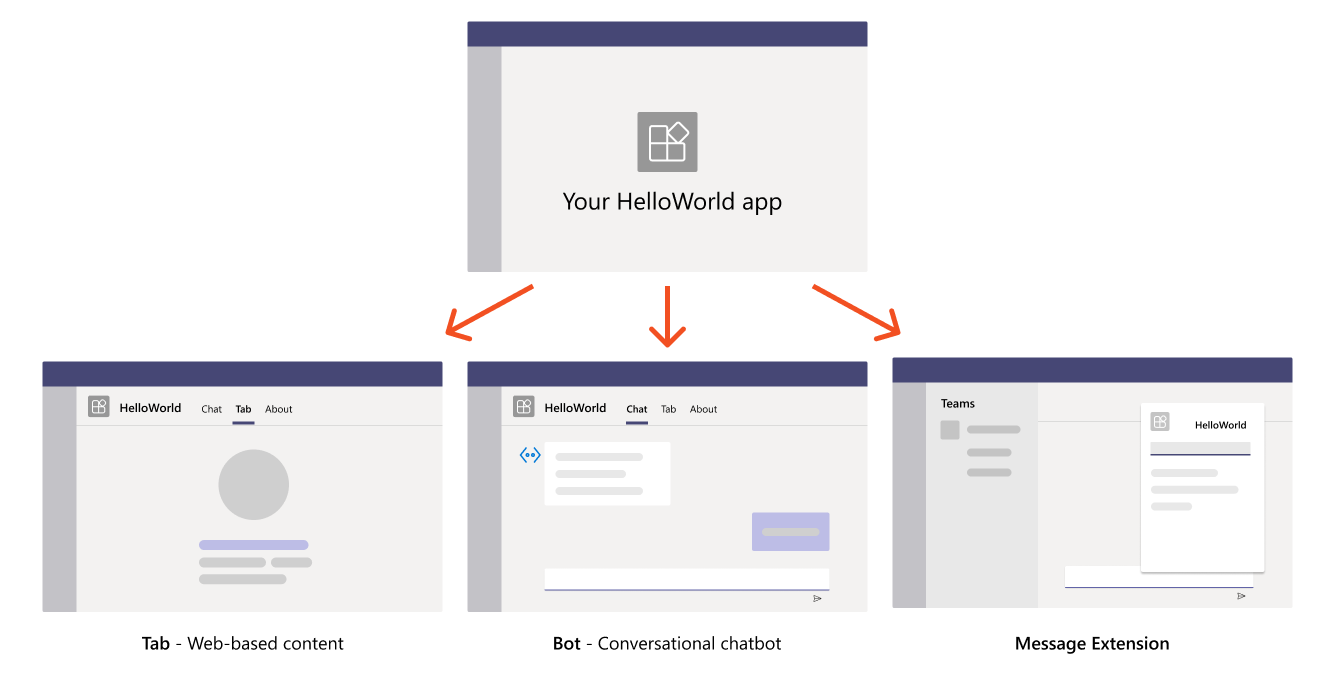 Your HelloWorld app
HelloWorld Chat Tab About
HelloWorld Chat Tab About
Teams
HelloWorld
Tab - Web-based content
Bot - Conversational chatbot
Message Extension